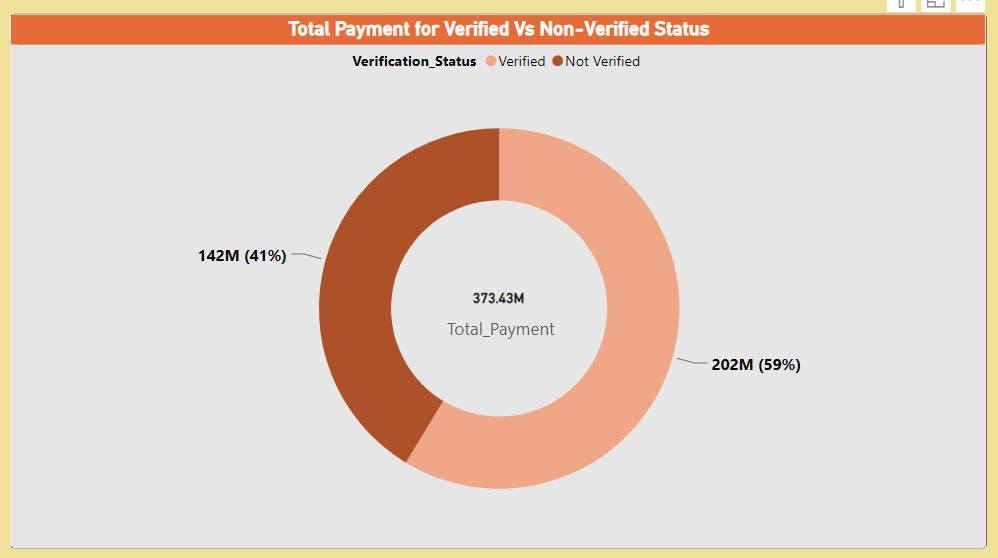 Total Payment for Verified Vs Non-Verified Status
Verification_Status Verified Not Verified
142M (41%)
373.43M
Total_Payment
202M (59%)